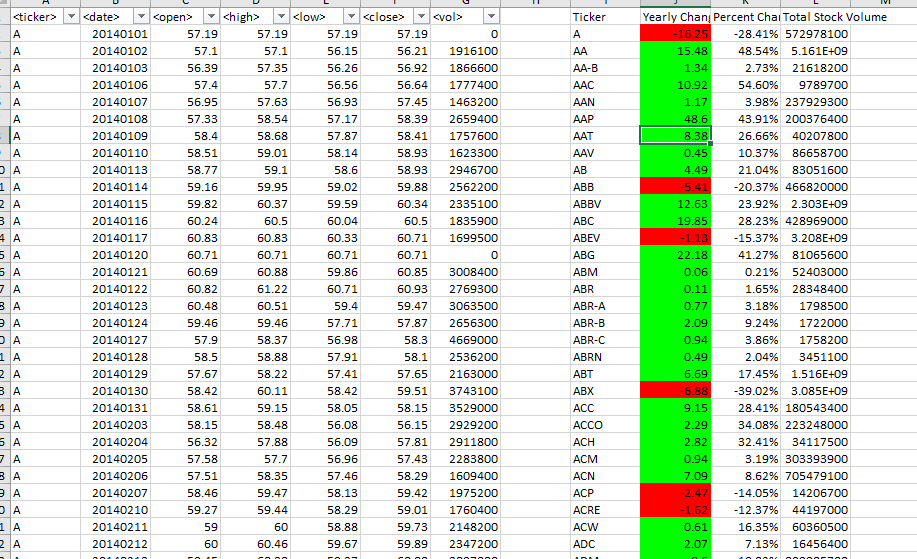 <ticker> <date> <open> <high> <low> <close> <vol> Ticker Yearly Chang Percent Chan Total Stock Volume
A 20140101 57.19 57.19 57.19 57.19 0 A -16.25 -28.41% 572978100
A 20140102 57.1 57.1 56.15 56.21 1916100 AA 15.48 48.54% 5.161E+09
A 20140103 56.39 57.35 56.26 56.92 1866600 AA-B 1.34 2.73% 21618200
A 20140106 57.4 57.7 56.56 56.64 1777400 AAC 10.92 54.60% 9789700
A 20140107 56.95 57.63 56.93 57.45 1463200 AAN 1.17 3.98% 237929300
A 20140108 57.33 58.54 57.17 58.39 2659400 AAP 48.6 43.91% 200376400
A 20140109 58.4 58.68 57.87 58.41 1757600 AAT 8.38 26.66% 40207800
A 20140110 58.51 59.01 58.14 58.93 1623300 AAV 0.45 10.37% 86658700
A 20140113 58.77 59.1 58.6 58.93 2946700 AB 4.49 21.04% 83051600
A 20140114 59.16 59.95 59.02 59.88 2562200 ABB -5.41 -20.37% 466820000
A 20140115 59.82 60.37 59.59 60.34 2335100 ABBV 12.63 23.92% 2.303E+09
A 20140116 60.24 60.5 60.04 60.5 1835900 ABC 19.85 28.23% 428969000
A 20140117 60.83 60.83 60.33 60.71 1699500 ABEV -1.13 -15.37% 3.208E+09
A 20140120 60.71 60.71 60.71 60.71 0 ABG 22.18 41.27% 81065600
A 20140121 60.69 60.88 59.86 60.85 3008400 ABM 0.06 0.21% 52403000
A 20140122 60.82 61.22 60.71 60.93 2769300 ABR 0.11 1.65% 28348400
A 20140123 60.48 60.51 59.4 59.47 3063500 ABR-A 0.77 3.18% 1798500
A 20140124 59.46 59.46 57.71 57.87 2656300 ABR-B 2.09 9.24% 1722000
A 20140127 57.9 58.37 56.98 58.3 4669000 ABR-C 0.94 3.86% 1758200
A 20140128 58.5 58.88 57.91 58.1 2536200 ABRN 0.49 2.04% 3451100
A 20140129 57.67 58.22 57.41 57.65 2163000 ABT 6.69 17.45% 1.516E+09
A 20140130 58.42 60.11 58.42 59.51 3743100 ABX -6.88 -39.02% 3.085E+09
A 20140131 58.61 59.15 58.05 58.15 3529000 ACC 9.15 28.41% 180543400
A 20140203 58.15 58.48 56.08 56.15 2929200 ACCO 2.29 34.08% 223248000
A 20140204 56.32 57.88 56.09 57.81 2911800 ACH 2.82 32.41% 34117500
A 20140205 57.58 57.7 56.96 57.43 2283800 ACM 0.94 3.19% 303393900
A 20140206 57.51 58.35 57.46 58.29 1609400 ACN 7.09 8.62% 705479100
A 20140207 58.46 59.47 58.13 59.42 1975200 ACP -2.47 -14.05% 14206700
A 20140210 59.27 59.44 58.29 59.01 1760400 ACRE -1.62 -12.37% 44197000
A 20140211 59 60 58.88 59.73 2148200 ACW 0.61 16.35% 60360500
A 20140212 60 60.46 59.67 59.89 2347200 ADC 2.07 7.13% 16456400